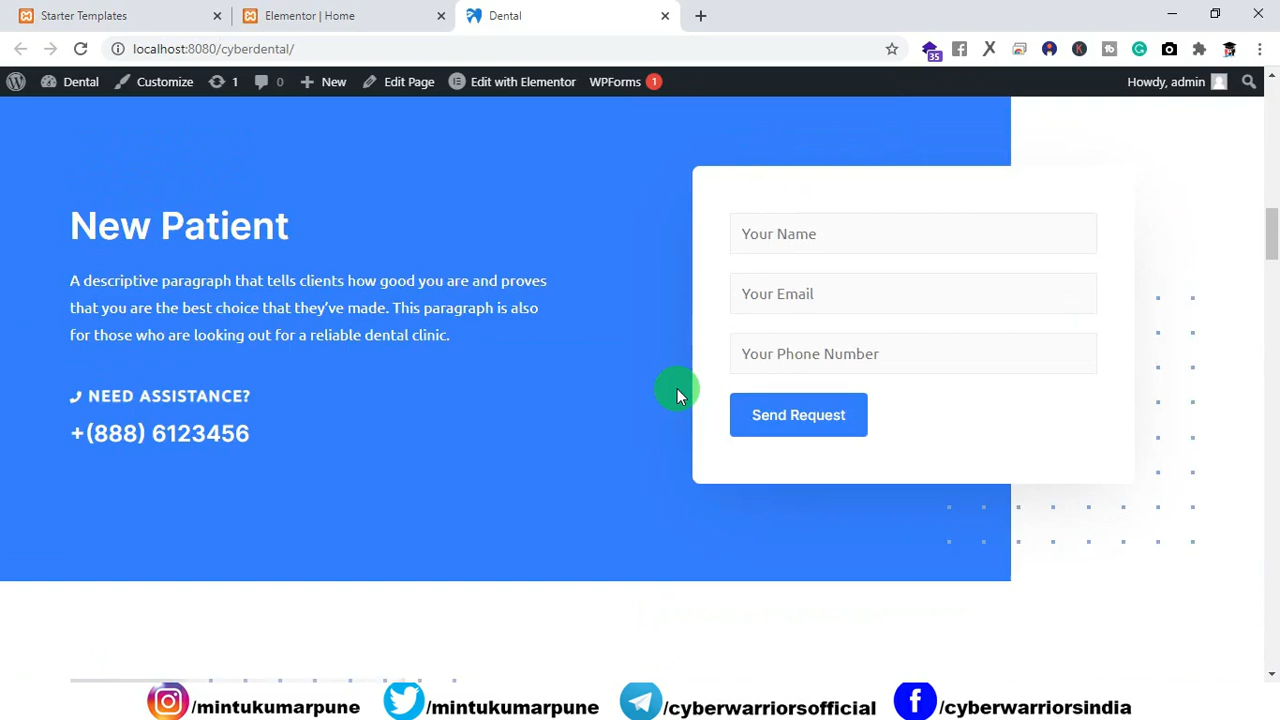 Starter Templates
Elementor | Home
Dental
localhost:8080/cyberdental/
35
Dental
Customize
1
0
New
Edit Page
Edit with Elementor
WPForms 1
Howdy, admin
New Patient
A descriptive paragraph that tells clients how good you are and proves
that you are the best choice that they've made. This paragraph is also
for those who are looking out for a reliable dental clinic.
NEED ASSISTANCE?
+(888) 6123456
Your Name
Your Email
Your Phone Number
Send Request
/mintukumarpune
/mintukumarpune
/cyberwarriorsofficial
/cyberwarriorsindia